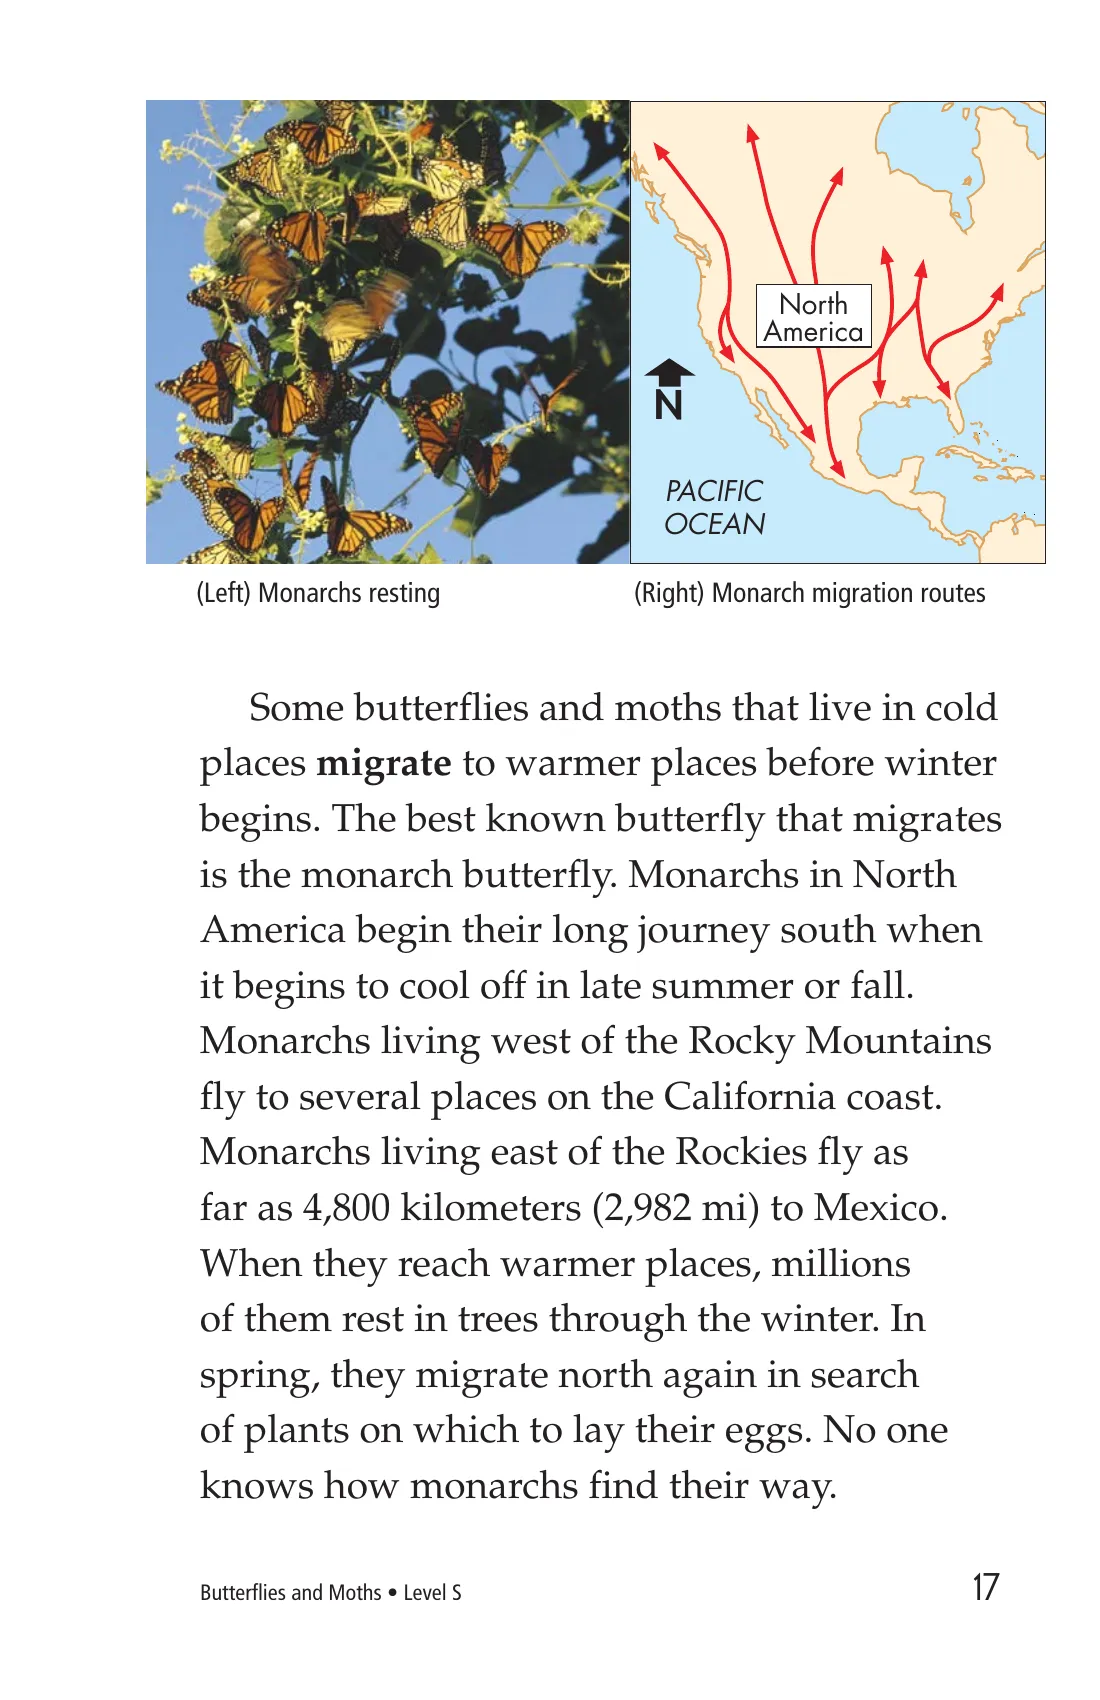 North
America
N
PACIFIC
OCEAN
(Left) Monarchs resting
(Right) Monarch migration routes
Some butterflies and moths that live in cold
places migrate to warmer places before winter
begins. The best known butterfly that migrates
is the monarch butterfly. Monarchs in North
America begin their long journey south when
it begins to cool off in late summer or fall.
Monarchs living west of the Rocky Mountains
fly to several places on the California coast.
Monarchs living east of the Rockies fly as
far as 4,800 kilometers (2,982 mi) to Mexico.
When they reach warmer places, millions
of them rest in trees through the winter. In
spring, they migrate north again in search
of plants on which to lay their eggs. No one
knows how monarchs find their way.
Butterflies and Moths • Level S
17